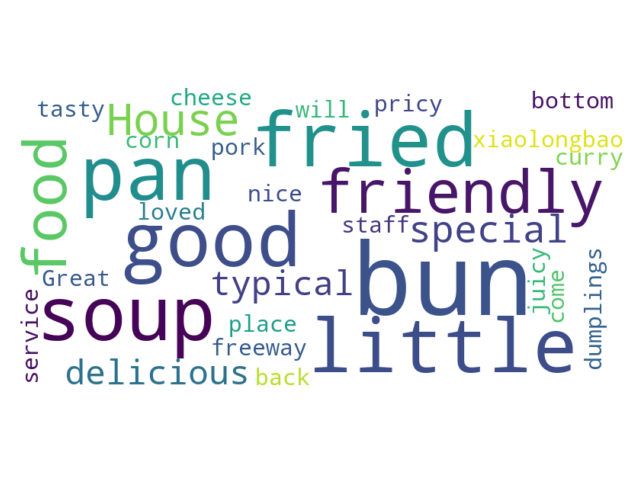 cheese
will
pricy
bottom
tasty
House
fried
corn
pork
xiaolongbao
curry
food
pan
nice
friendly
loved
good
staff
special
bun
Great
typical
juicy
come
dumplings
service
soup
place
little
freeway
delicious
back